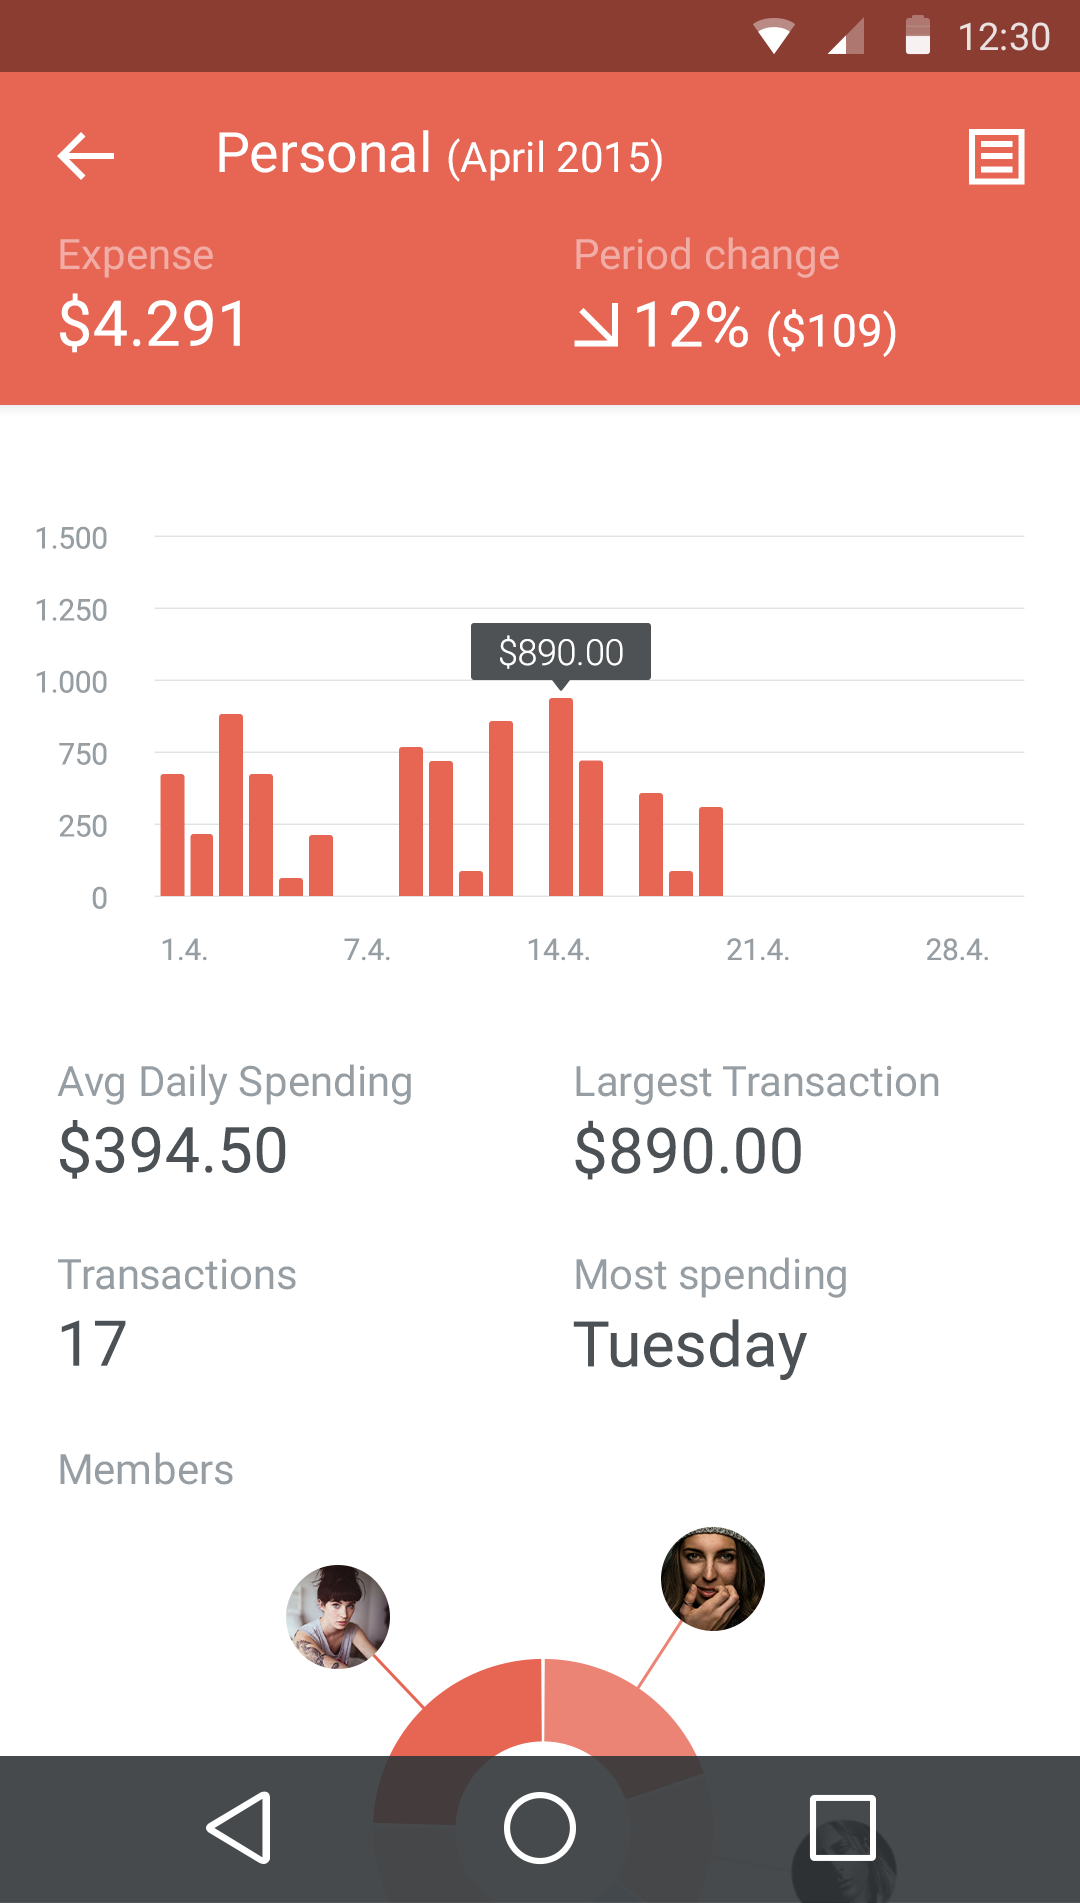 12:30
Personal (April 2015)
Expense
Period change
$4.291
12% ($109)
1.500
1.250
1.000
$890.00
750
250
0
1.4.
7.4.
14.4.
21.4.
28.4.
Avg Daily Spending
Largest Transaction
$394.50
$890.00
Transactions
Most spending
17
Tuesday
Members